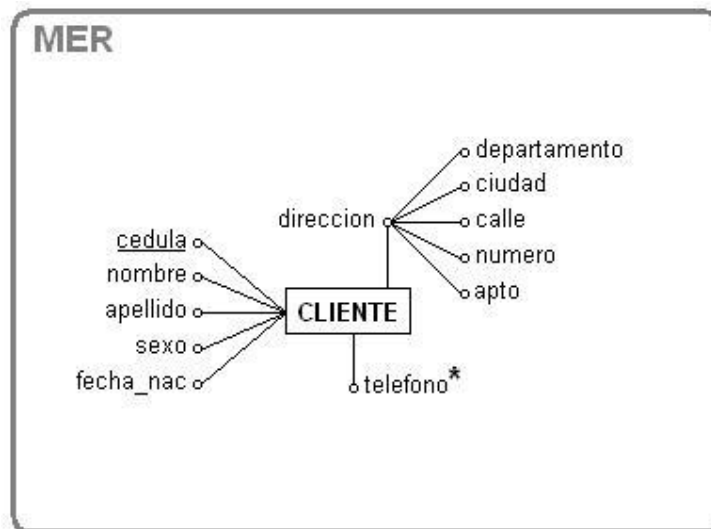 MER
departamento
ciudad
direccion calle
numero
apto
cedula
nombre
apellido
sexo
fecha_nac
CLIENTE
telefono*